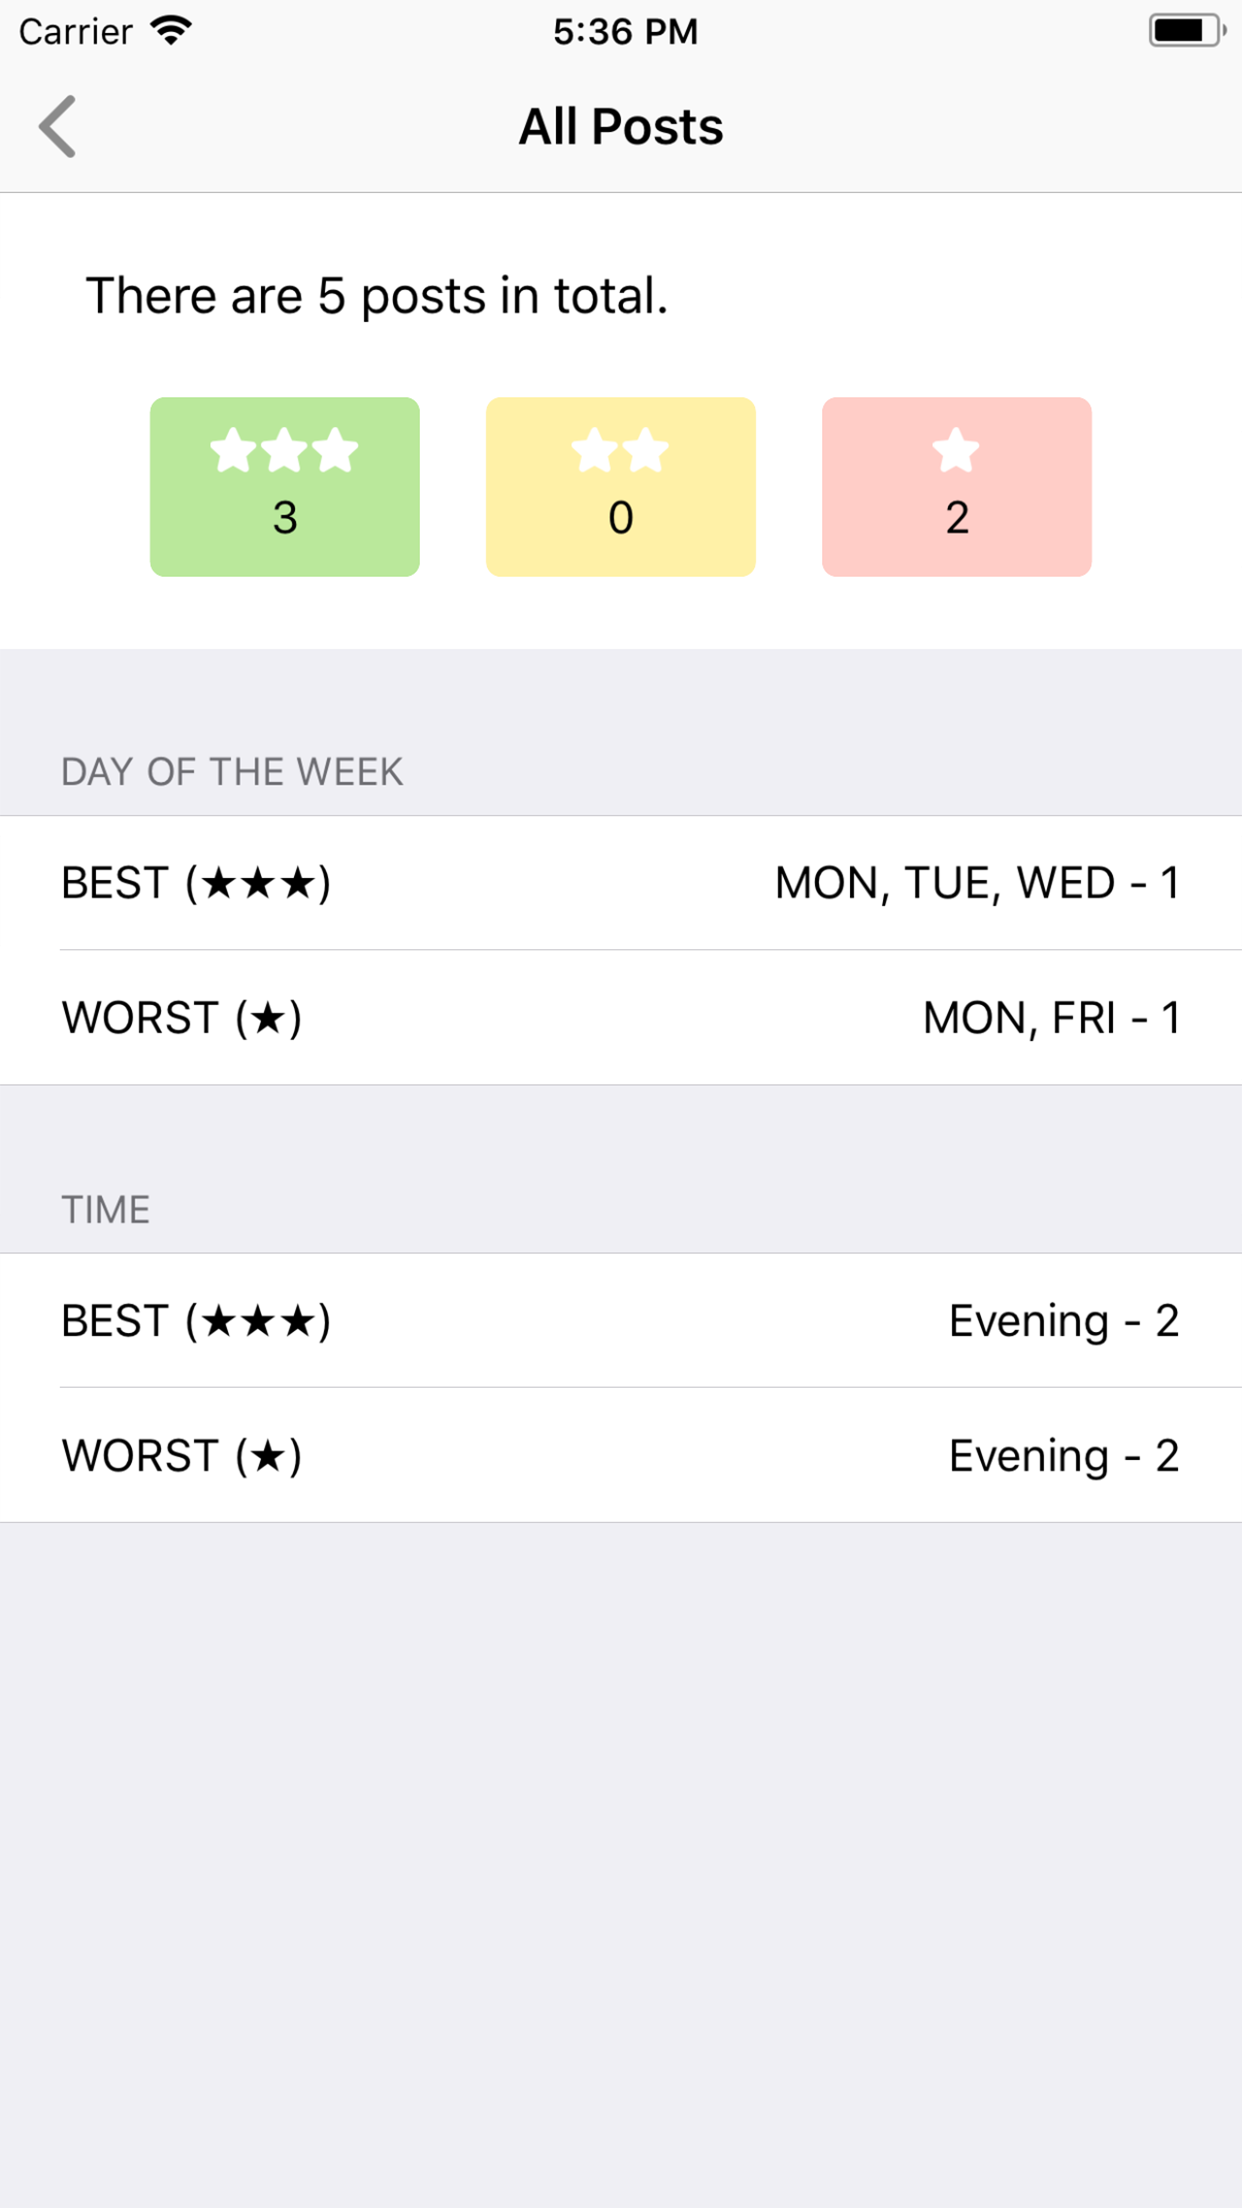 Carrier 5:36 PM
All Posts
There are 5 posts in total.
3 0 2
DAY OF THE WEEK
BEST (★★★) MON, TUE, WED - 1
WORST (★) MON, FRI - 1
TIME
BEST (★★★) Evening - 2
WORST (★) Evening - 2